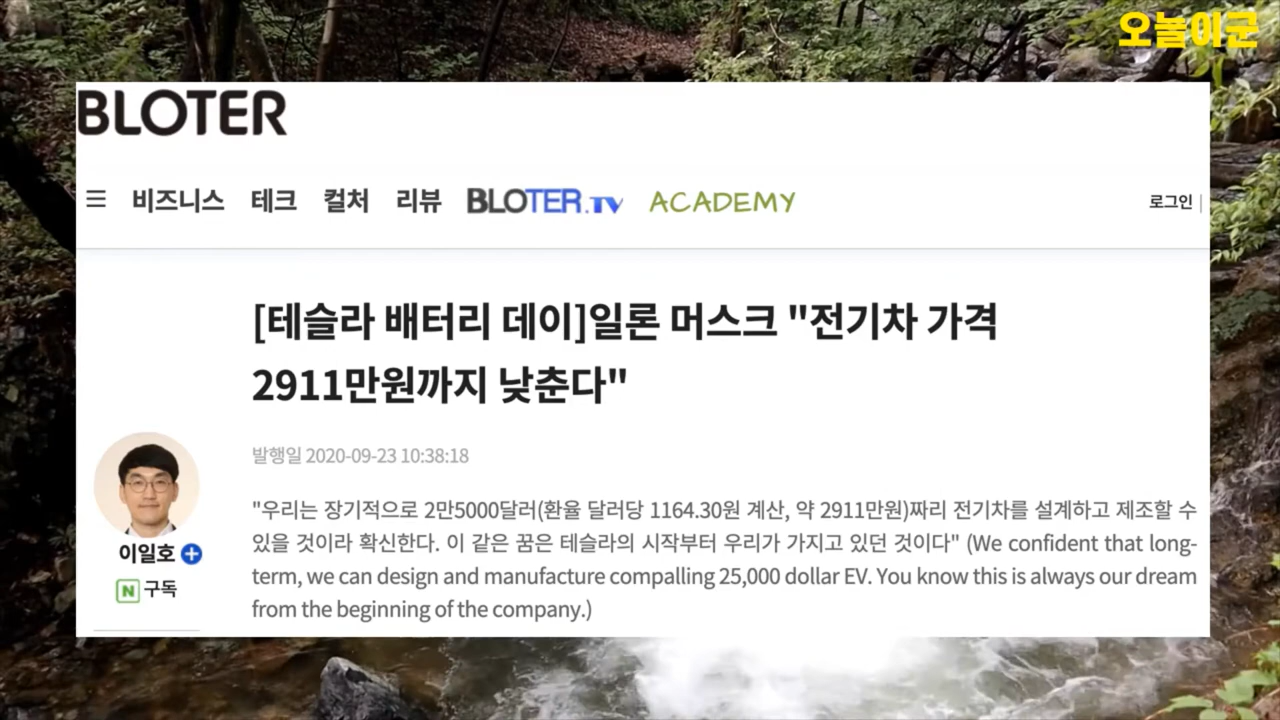 오늘이군
BLOTER
비즈니스 테크 컬처 리뷰 BLOTER.TV ACADEMY
로그인
[테슬라 배터리 데이]일론 머스크 "전기차 가격
2911만원까지 낮춘다"
발행일 2020-09-23 10:38:18
이일호
N 구독
"우리는 장기적으로 2만5000달러(환율 달러당 1164.30원 계산, 약 2911만원)짜리 전기차를 설계하고 제조할 수
있을 것이라 확신한다. 이 같은 꿈은 테슬라의 시작부터 우리가 가지고 있던 것이다" (We confident that long-
term, we can design and manufacture compalling 25,000 dollar EV. You know this is always our dream
from the beginning of the company.)